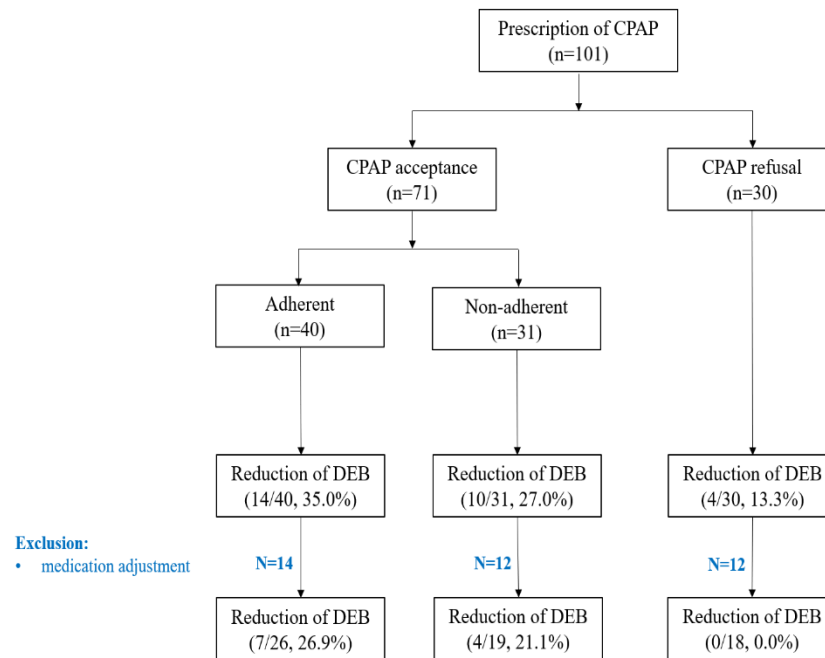 Prescription of CPAP
(n=101)
CPAP acceptance
(n=71)
CPAP refusal
(n=30)
Adherent
(n=40)
Non-adherent
(n=31)
Reduction of DEB
(14/40, 35.0%)
Reduction of DEB
(10/31, 27.0%)
Reduction of DEB
(4/30, 13.3%)
Exclusion:
• medication adjustment
N=14
N=12
N=12
Reduction of DEB
(7/26, 26.9%)
Reduction of DEB
(4/19, 21.1%)
Reduction of DEB
(0/18, 0.0%)